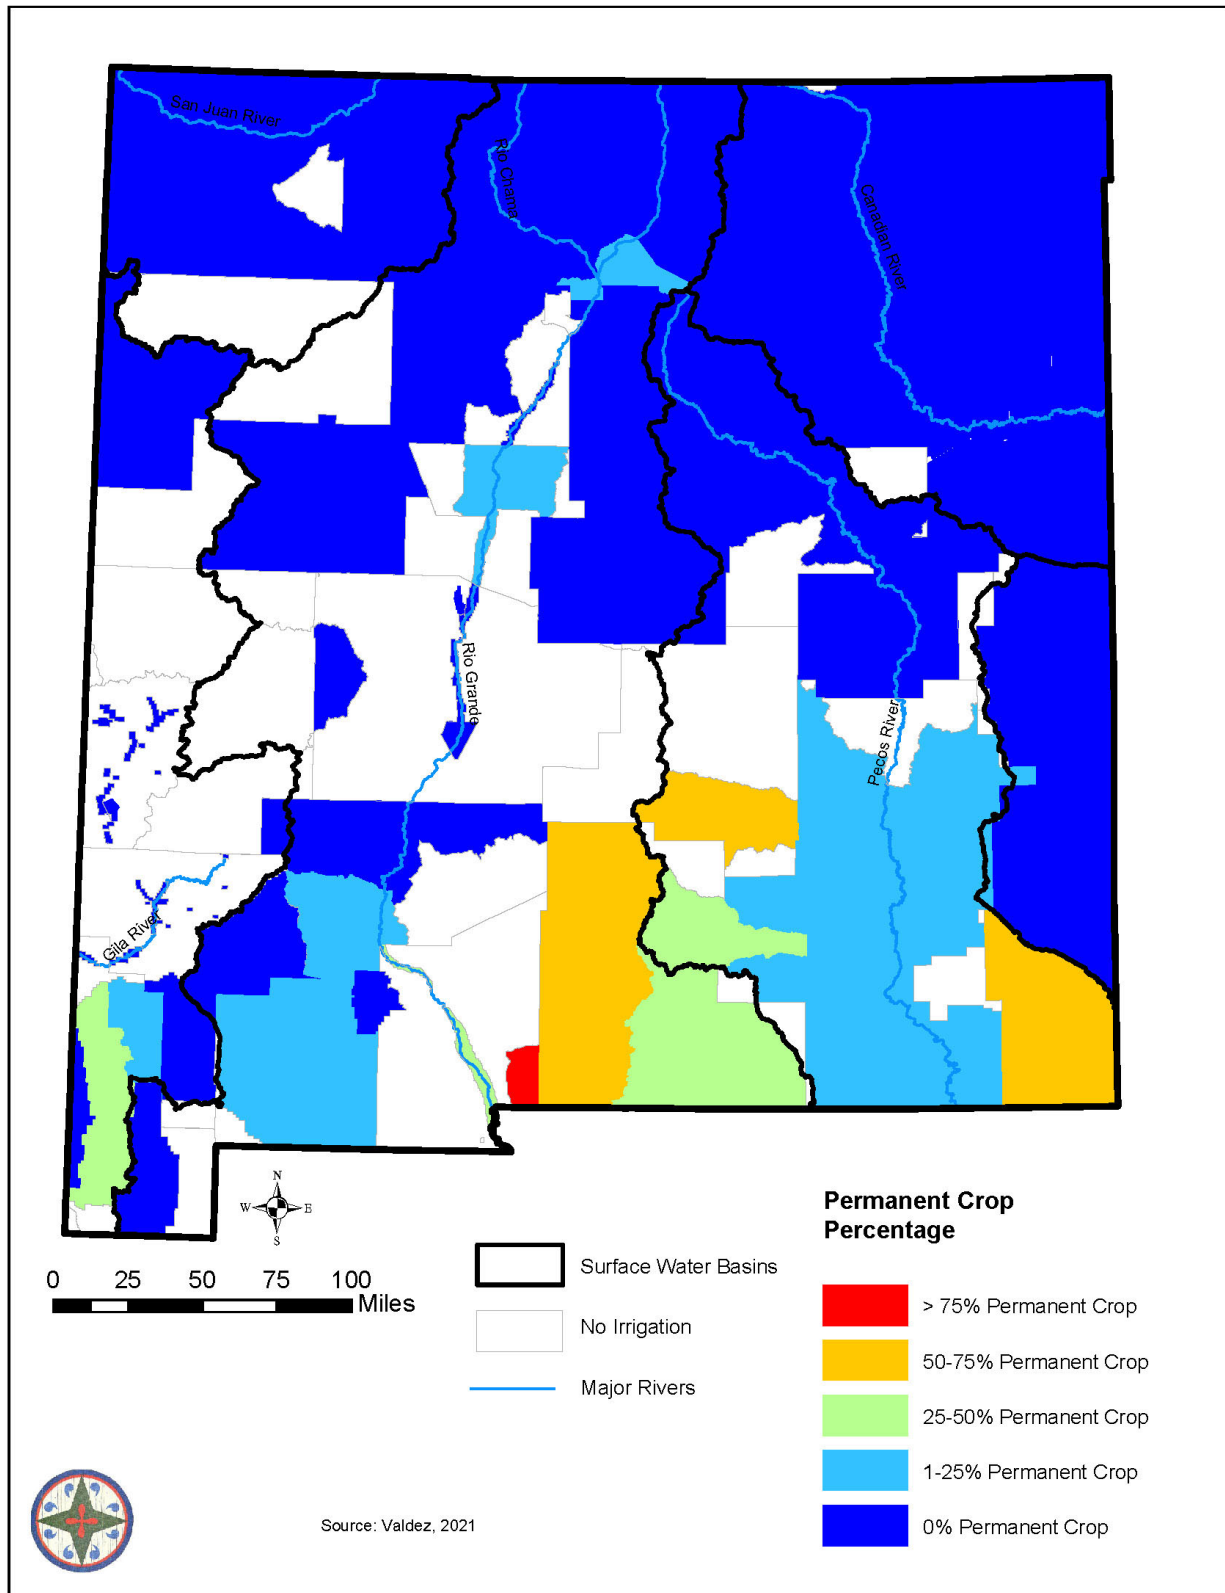 San Juan River
Rio Chama
Canadian River
Rio Grande
Pecos River
Gila River
N
W E
S
0 25 50 75 100
Miles
Surface Water Basins
No Irrigation
Major Rivers
Permanent Crop
Percentage
> 75% Permanent Crop
50-75% Permanent Crop
25-50% Permanent Crop
1-25% Permanent Crop
0% Permanent Crop
Source: Valdez, 2021